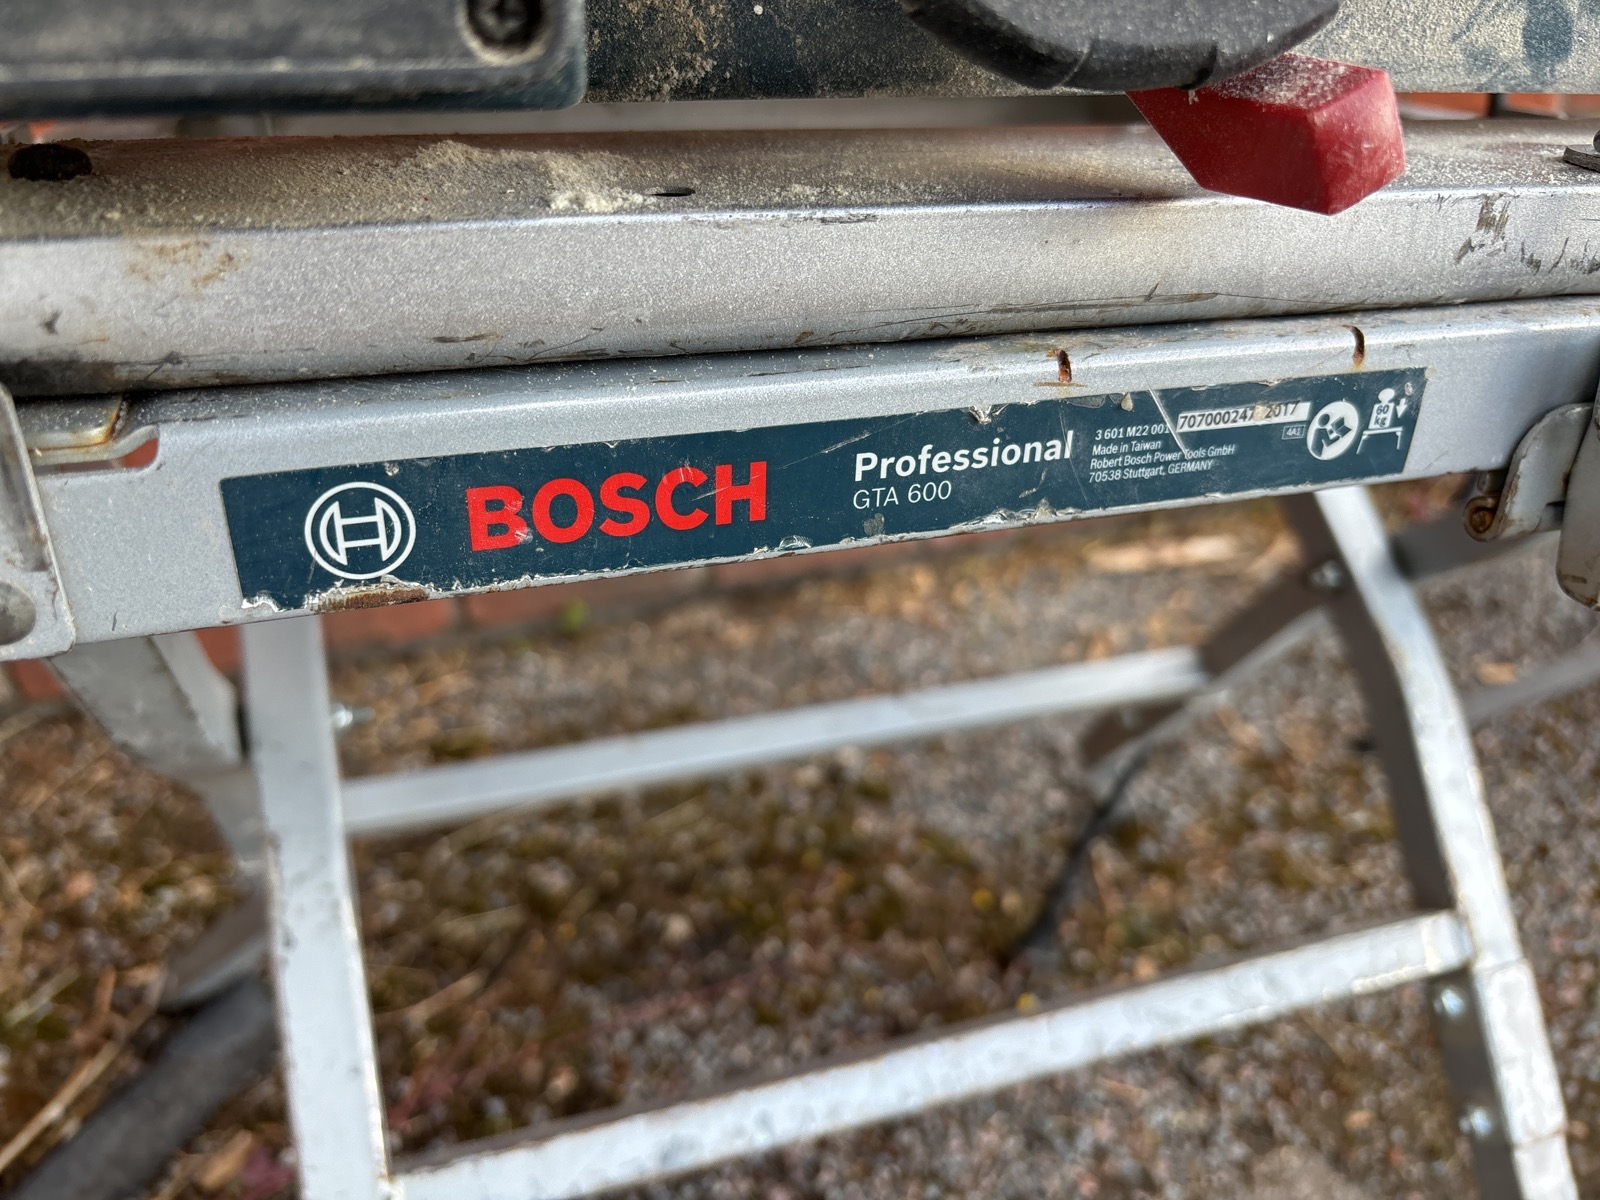 BOSCH
Professional
GTA 600
3 601 M22 001 707000247 2017
Made in Taiwan
Robert Bosch Power Tools GmbH
70538 Stuttgart, GERMANY
4A1
60
kg